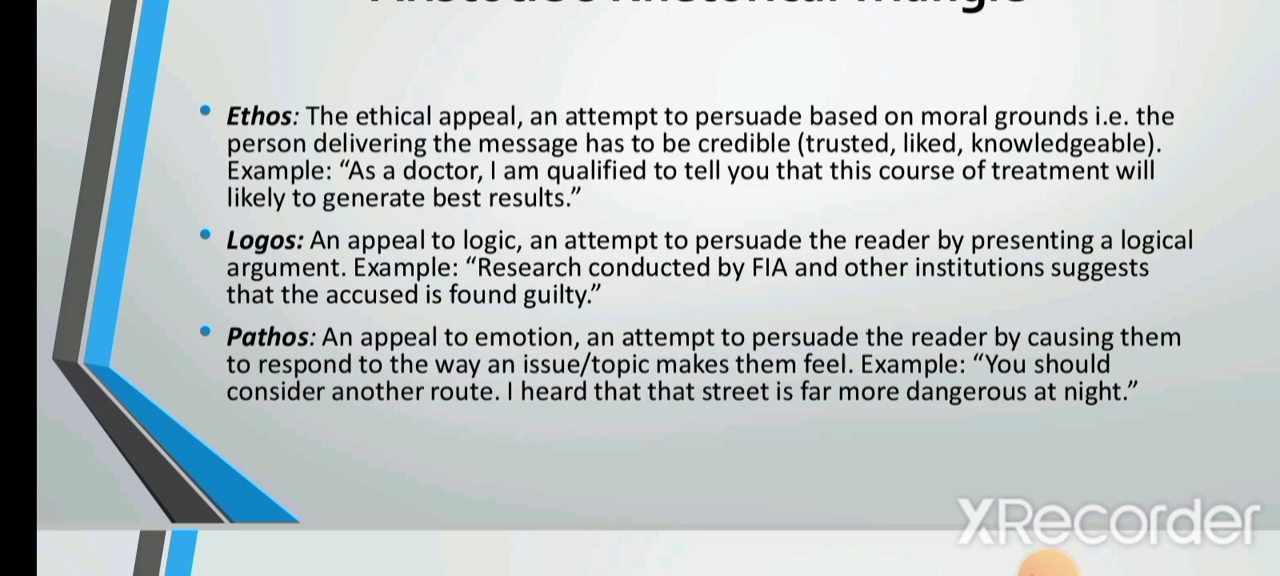 Aristotle's Rhetorical Triangle
Ethos: The ethical appeal, an attempt to persuade based on moral grounds i.e. the
person delivering the message has to be credible (trusted, liked, knowledgeable).
Example: “As a doctor, I am qualified to tell you that this course of treatment will
likely to generate best results.”
Logos: An appeal to logic, an attempt to persuade the reader by presenting a logical
argument. Example: “Research conducted by FIA and other institutions suggests
that the accused is found guilty.”
Pathos: An appeal to emotion, an attempt to persuade the reader by causing them
to respond to the way an issue/topic makes them feel. Example: “You should
consider another route. I heard that that street is far more dangerous at night.”
XRecorder